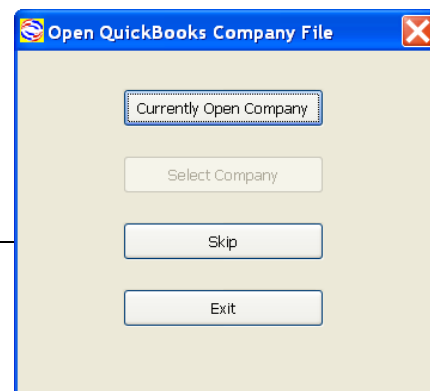 Open QuickBooks Company File
Currently Open Company
Select Company
Skip
Exit